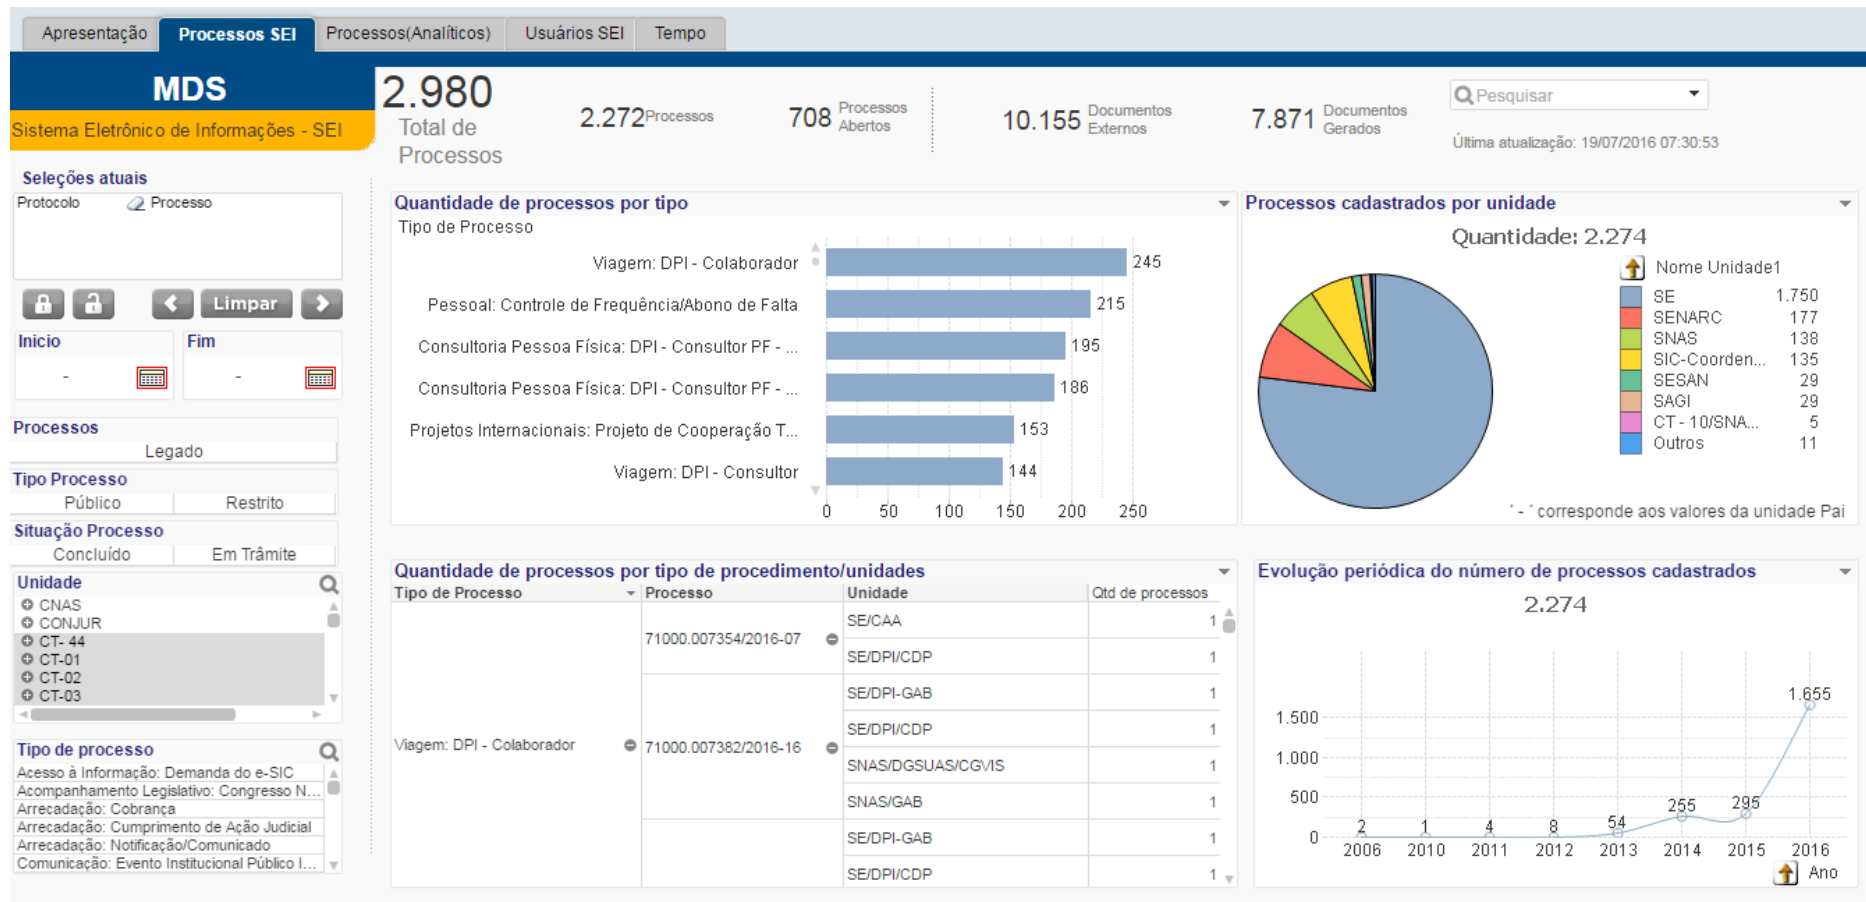 Apresentação Processos SEI Processos(Analíticos) Usuários SEI Tempo
MDS
Sistema Eletrônico de Informações - SEI
2.980
Total de
Processos
2.272 Processos
708 Processos
Abertos
10.155 Documentos
Externos
7.871 Documentos
Gerados
Pesquisar
Última atualização: 19/07/2016 07:30:53
Seleções atuais
Protocolo Processo
Limpar
Inicio Fim
- -
Processos
Legado
Tipo Processo
Público Restrito
Situação Processo
Concluído Em Trâmite
Unidade
CNAS
CONJUR
CT- 44
CT-01
CT-02
CT-03
Tipo de processo
Acesso à Informação: Demanda do e-SIC
Acompanhamento Legislativo: Congresso N...
Arrecadação: Cobrança
Arrecadação: Cumprimento de Ação Judicial
Arrecadação: Notificação/Comunicado
Comunicação: Evento Institucional Público I...
Quantidade de processos por tipo
Tipo de Processo
Viagem: DPI - Colaborador 245
Pessoal: Controle de Frequência/Abono de Falta 215
Consultoria Pessoa Física: DPI - Consultor PF - ... 195
Consultoria Pessoa Física: DPI - Consultor PF - ... 186
Projetos Internacionais: Projeto de Cooperação T... 153
Viagem: DPI - Consultor 144
0 50 100 150 200 250
Processos cadastrados por unidade
Quantidade: 2.274
Nome Unidade1
SE 1.750
SENARC 177
SNAS 138
SIC-Coorden... 135
SESAN 29
SAGI 29
CT - 10/SNA... 5
Outros 11
´ - ´ corresponde aos valores da unidade Pai
Quantidade de processos por tipo de procedimento/unidades
Tipo de Processo Processo Unidade Qtd de processos
Viagem: DPI - Colaborador
71000.007354/2016-07
SE/CAA 1
SE/DPI/CDP 1
71000.007382/2016-16
SE/DPI-GAB 1
SE/DPI/CDP 1
SNAS/DGSUAS/CGVIS 1
SNAS/GAB 1
SE/DPI-GAB 1
SE/DPI/CDP 1
Evolução periódica do número de processos cadastrados
2.274
1.655
1.500
1.000
500
0
2 1 4 8 54 255 295
2006 2010 2011 2012 2013 2014 2015 2016
Ano